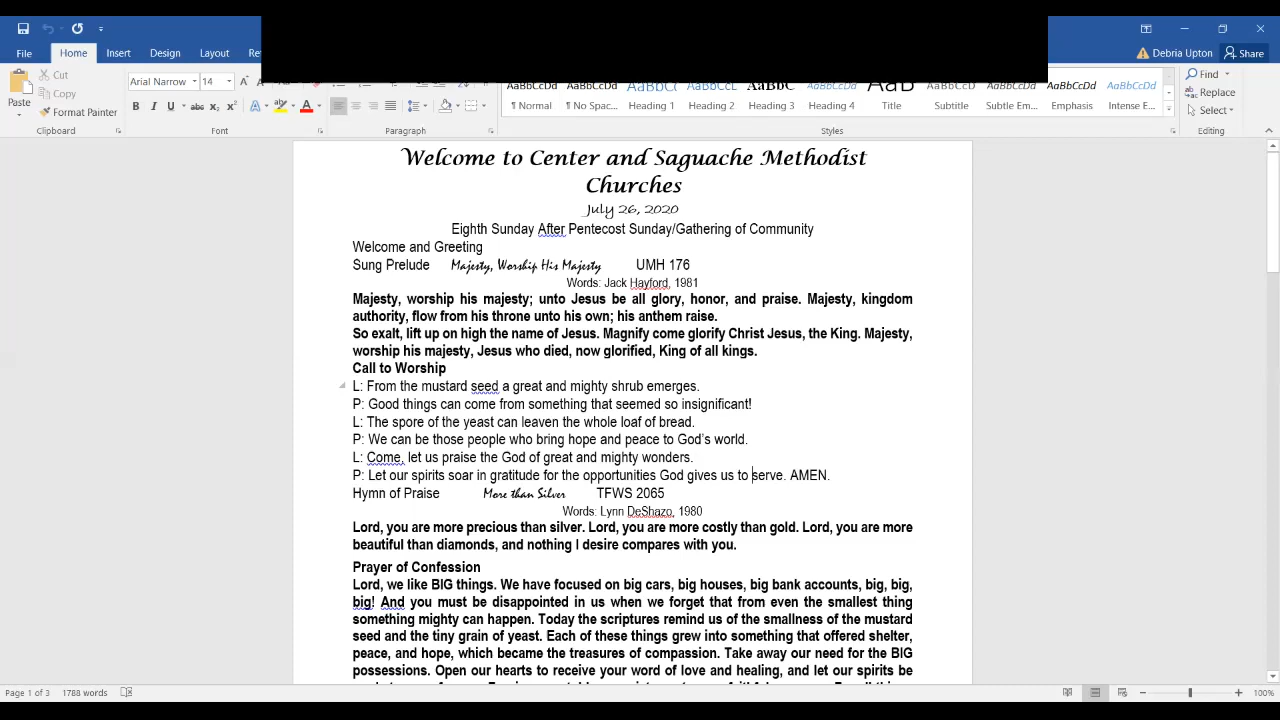 Debria Upton Share
File Home Insert Design Layout
Cut
Copy
Format Painter
Paste
Clipboard
Arial Narrow 14
B I U abc X2 X2
Font
Paragraph
AaBbCcDd AaBbCcDd AaBbC( AaBbCcL AaBbC AaBbCcDd AaB AaBbCcD AaBbCcDd AaBbCcDd AaBbCcDd
¶ Normal ¶ No Spac... Heading 1 Heading 2 Heading 3 Heading 4 Title Subtitle Subtle Em... Emphasis Intense E...
Styles
Find
Replace
Select
Editing
Welcome to Center and Saguache Methodist
Churches
July 26, 2020
Eighth Sunday After Pentecost Sunday/Gathering of Community
Welcome and Greeting
Sung Prelude Majesty, Worship His Majesty UMH 176
Words: Jack Hayford, 1981
Majesty, worship his majesty; unto Jesus be all glory, honor, and praise. Majesty, kingdom
authority, flow from his throne unto his own; his anthem raise.
So exalt, lift up on high the name of Jesus. Magnify come glorify Christ Jesus, the King. Majesty,
worship his majesty, Jesus who died, now glorified, King of all kings.
Call to Worship
L: From the mustard seed a great and mighty shrub emerges.
P: Good things can come from something that seemed so insignificant!
L: The spore of the yeast can leaven the whole loaf of bread.
P: We can be those people who bring hope and peace to God's world.
L: Come, let us praise the God of great and mighty wonders.
P: Let our spirits soar in gratitude for the opportunities God gives us to serve. AMEN.
Hymn of Praise More than Silver TFWS 2065
Words: Lynn DeShazo, 1980
Lord, you are more precious than silver. Lord, you are more costly than gold. Lord, you are more
beautiful than diamonds, and nothing I desire compares with you.
Prayer of Confession
Lord, we like BIG things. We have focused on big cars, big houses, big bank accounts, big, big,
big! And you must be disappointed in us when we forget that from even the smallest thing
something mighty can happen. Today the scriptures remind us of the smallness of the mustard
seed and the tiny grain of yeast. Each of these things grew into something that offered shelter,
peace, and hope, which became the treasures of compassion. Take away our need for the BIG
possessions. Open our hearts to receive your word of love and healing, and let our spirits be
Page 1 of 3 1788 words 100%